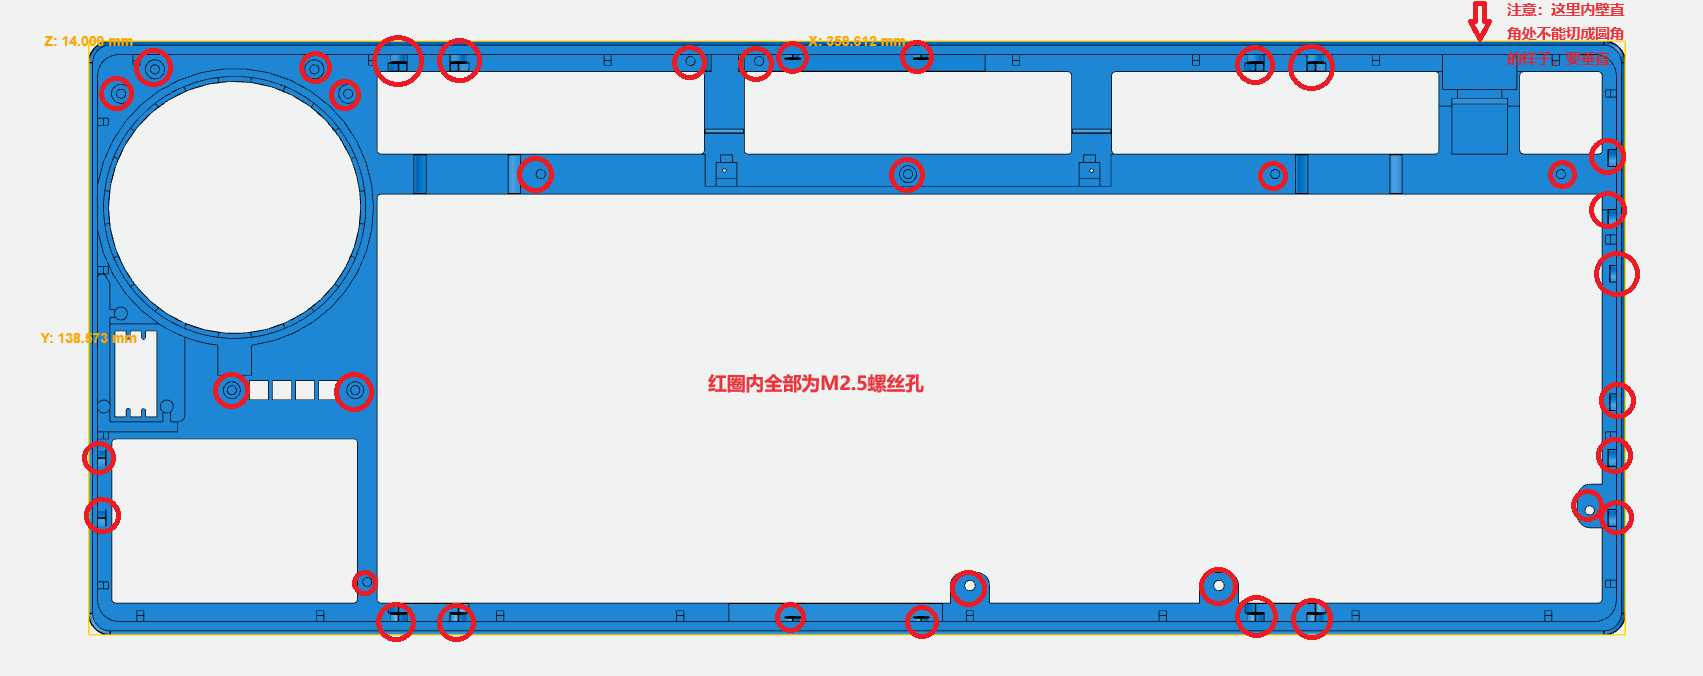 注意：这里内壁直
角处不能切成圆角
的样子，要垂直
Z: 14.000 mm
X: 358.612 mm
Y: 138.573 mm
红圈内全部为M2.5螺丝孔